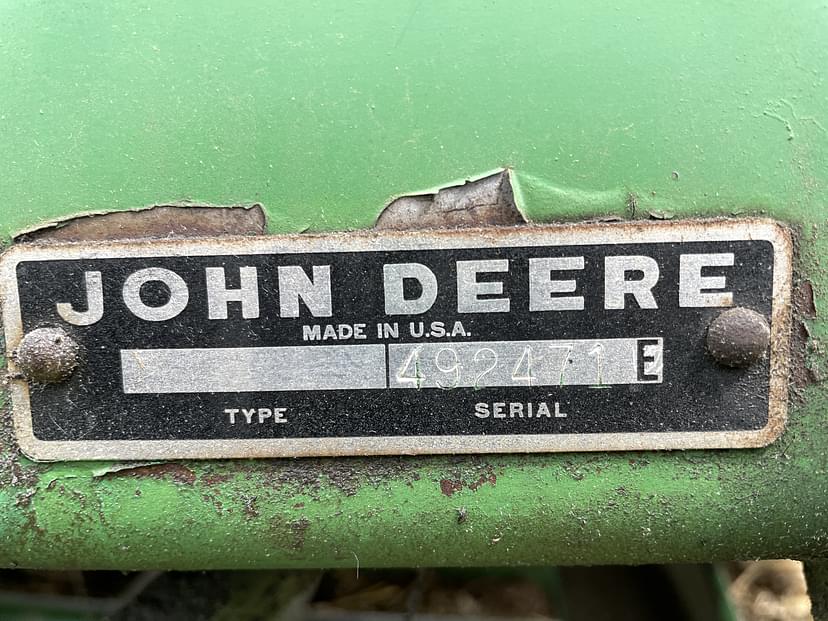 JOHN DEERE
MADE IN U.S.A.
492471 E
TYPE SERIAL